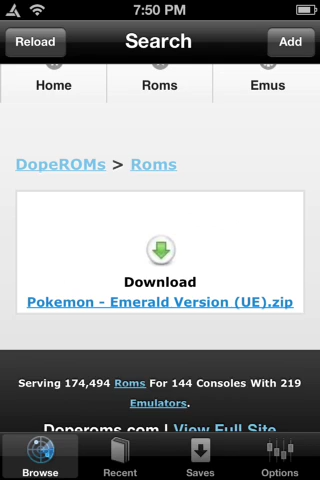 7:50 PM
Reload
Search
Add
Home
Roms
Emus
DopeROMs > Roms
Download
Pokemon - Emerald Version (UE).zip
Serving 174,494 Roms For 144 Consoles With 219
Emulators.
Doperoms.com | View Full Site
Browse
Recent
Saves
Options